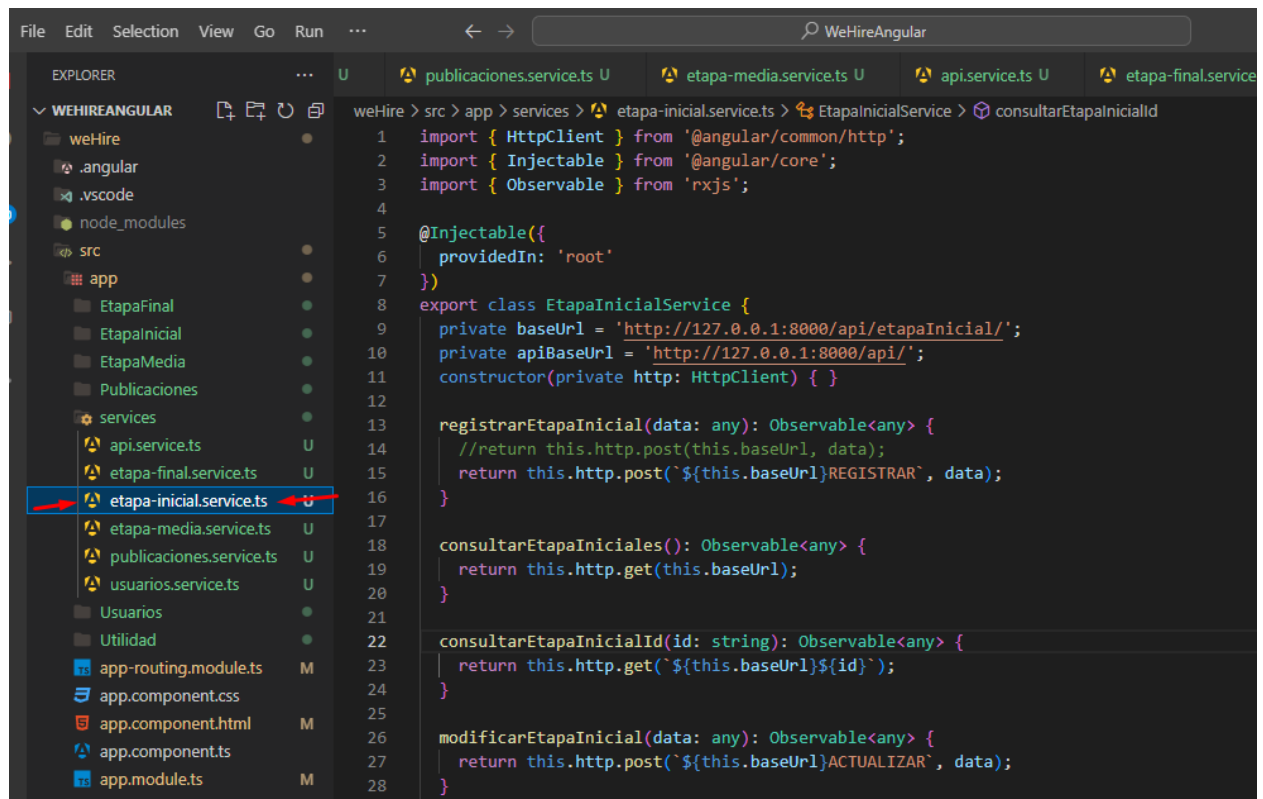 File Edit Selection View Go Run ··· ← → WeHireAngular
EXPLORER ···
WEHIREANGULAR
weHire
.angular
.vscode
node_modules
src
app
EtapaFinal
EtapaInicial
EtapaMedia
Publicaciones
services
api.service.ts U
etapa-final.service.ts U
etapa-inicial.service.ts U
etapa-media.service.ts U
publicaciones.service.ts U
usuarios.service.ts U
Usuarios
Utilidad
app-routing.module.ts M
app.component.css
app.component.html M
app.component.ts
app.module.ts M
U publicaciones.service.ts U etapa-media.service.ts U api.service.ts U etapa-final.service
weHire > src > app > services > etapa-inicial.service.ts > EtapaInicialService > consultarEtapaInicialId
1 import { HttpClient } from '@angular/common/http';
2 import { Injectable } from '@angular/core';
3 import { Observable } from 'rxjs';
4
5 @Injectable({
6 providedIn: 'root'
7 })
8 export class EtapaInicialService {
9 private baseUrl = 'http://127.0.0.1:8000/api/etapaInicial/';
10 private apiBaseUrl = 'http://127.0.0.1:8000/api/';
11 constructor(private http: HttpClient) { }
12
13 registrarEtapaInicial(data: any): Observable<any> {
14 //return this.http.post(this.baseUrl, data);
15 return this.http.post(`${this.baseUrl}REGISTRAR`, data);
16 }
17
18 consultarEtapaIniciales(): Observable<any> {
19 return this.http.get(this.baseUrl);
20 }
21
22 consultarEtapaInicialId(id: string): Observable<any> {
23 return this.http.get(`${this.baseUrl}${id}`);
24 }
25
26 modificarEtapaInicial(data: any): Observable<any> {
27 return this.http.post(`${this.baseUrl}ACTUALIZAR`, data);
28 }